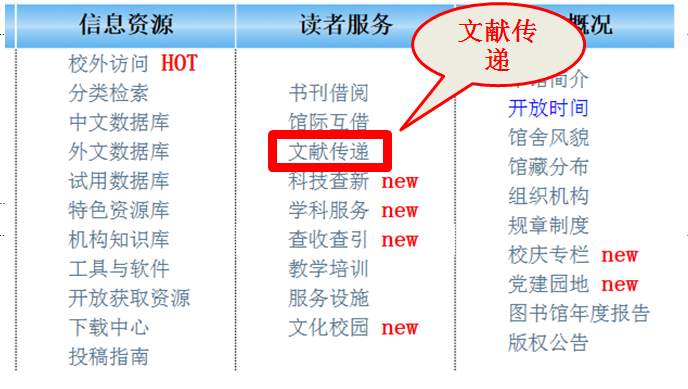 信息资源
校外访问 HOT
分类检索
中文数据库
外文数据库
试用数据库
特色资源库
机构知识库
工具与软件
开放获取资源
下载中心
投稿指南
读者服务
书刊借阅
馆际互借
文献传递
科技查新 new
学科服务 new
查收查引 new
教学培训
服务设施
文化校园 new
文献传
递
概况
简介
开放时间
馆舍风貌
馆藏分布
组织机构
规章制度
校庆专栏 new
党建园地 new
图书馆年度报告
版权公告